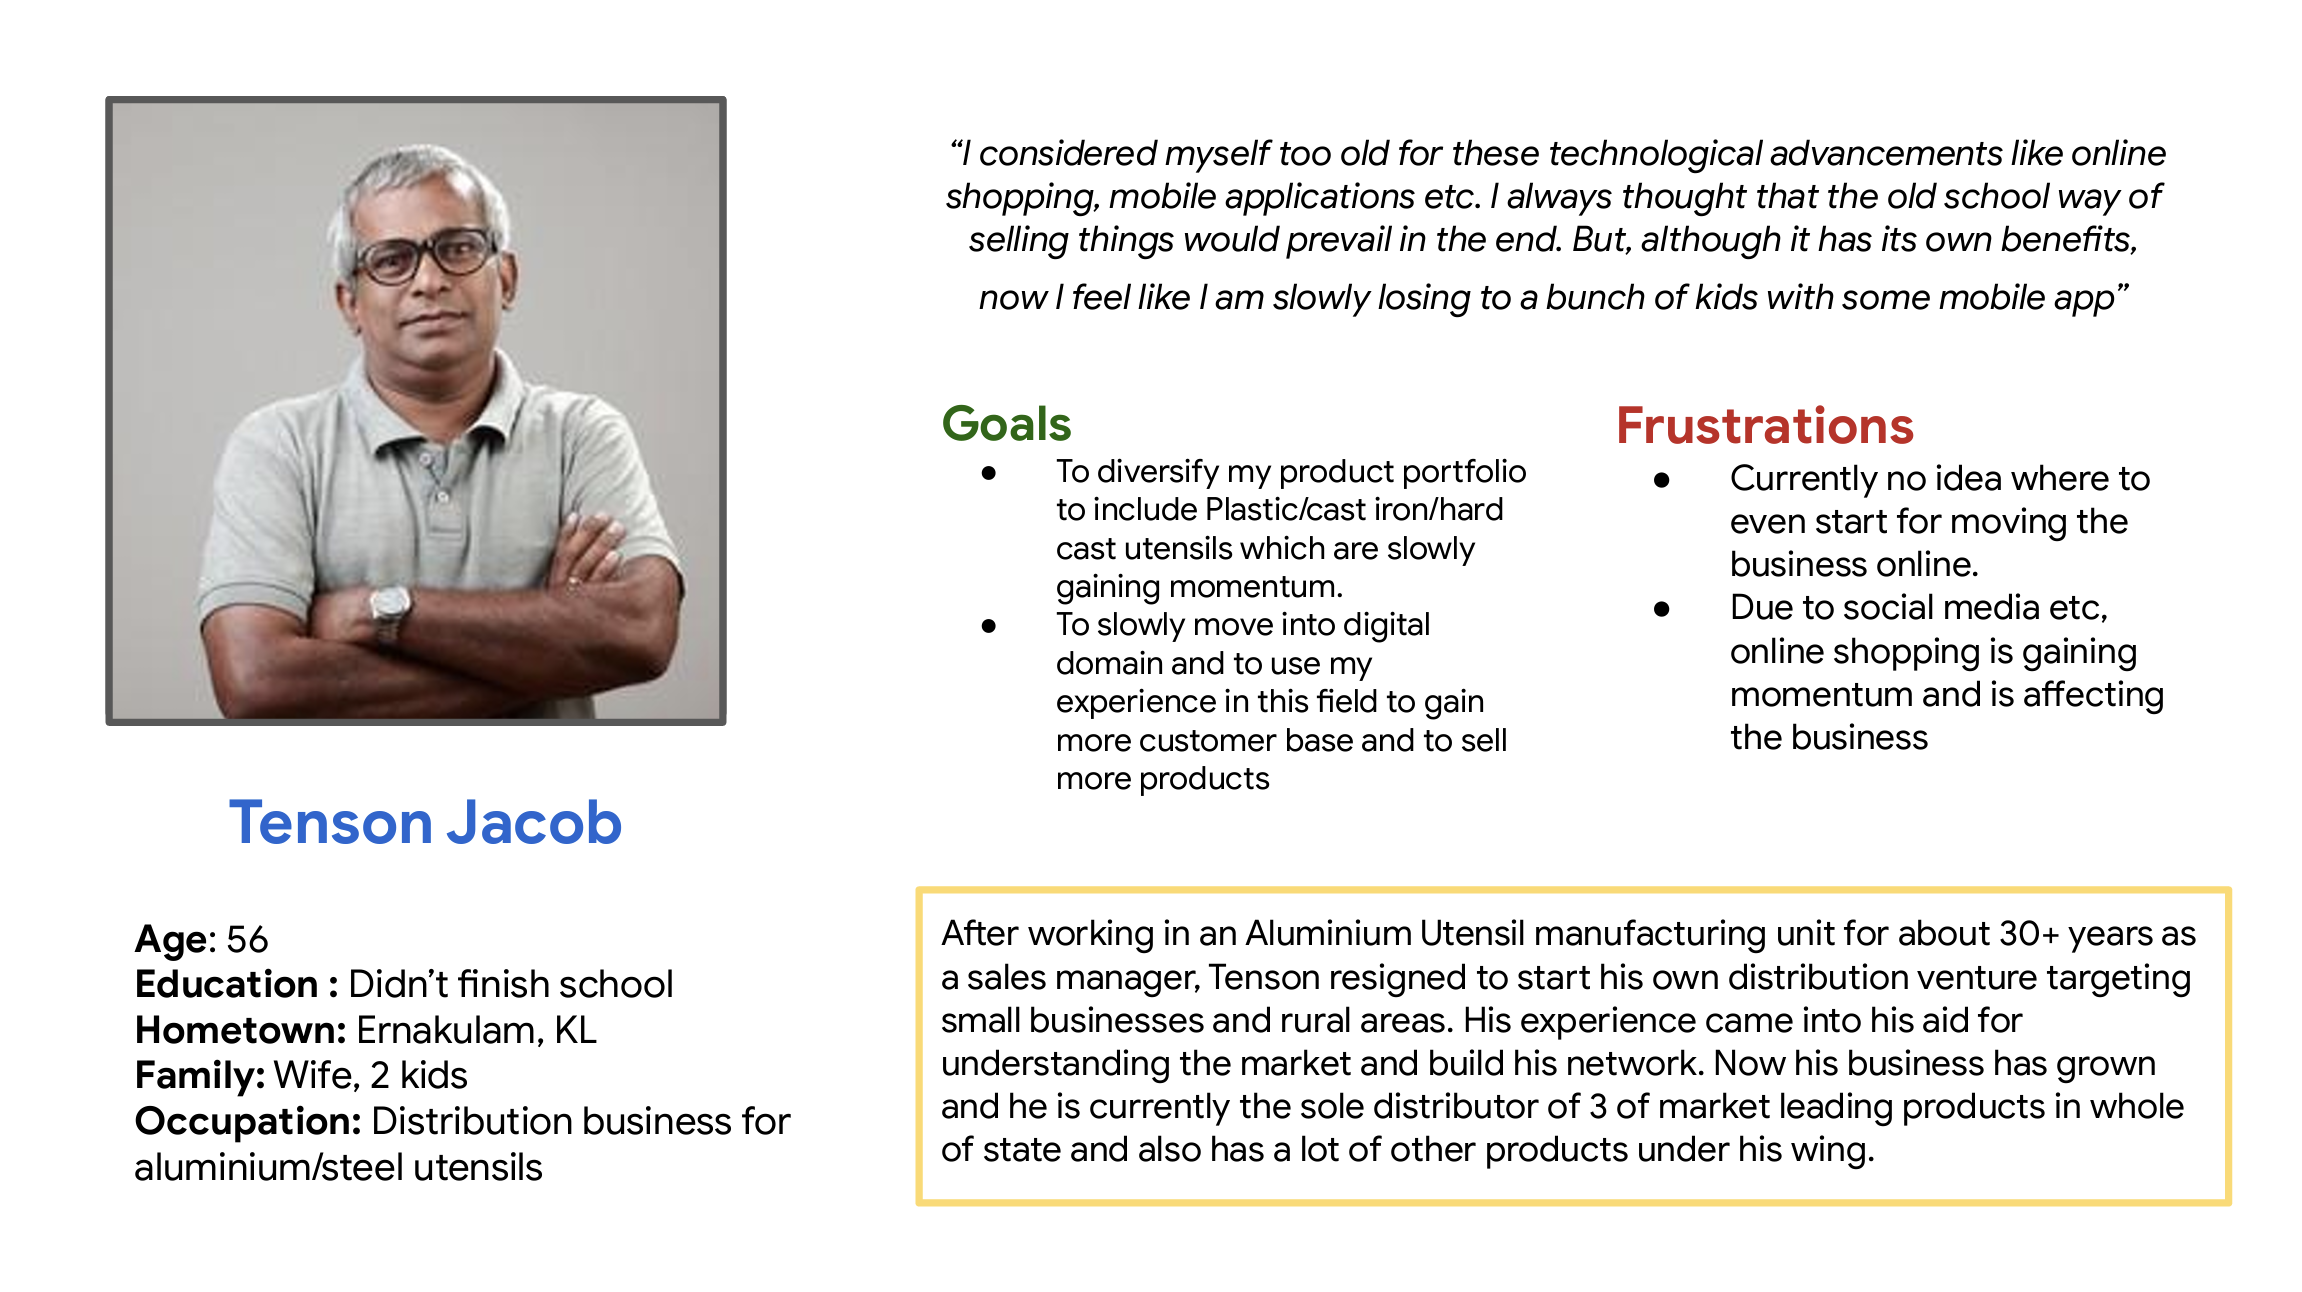 “I considered myself too old for these technological advancements like online
shopping, mobile applications etc. I always thought that the old school way of
selling things would prevail in the end. But, although it has its own benefits,
now I feel like I am slowly losing to a bunch of kids with some mobile app”
Goals
● To diversify my product portfolio
to include Plastic/cast iron/hard
cast utensils which are slowly
gaining momentum.
● To slowly move into digital
domain and to use my
experience in this field to gain
more customer base and to sell
more products
Frustrations
● Currently no idea where to
even start for moving the
business online.
● Due to social media etc,
online shopping is gaining
momentum and is affecting
the business
Tenson Jacob
Age: 56
Education : Didn’t finish school
Hometown: Ernakulam, KL
Family: Wife, 2 kids
Occupation: Distribution business for
aluminium/steel utensils
After working in an Aluminium Utensil manufacturing unit for about 30+ years as
a sales manager, Tenson resigned to start his own distribution venture targeting
small businesses and rural areas. His experience came into his aid for
understanding the market and build his network. Now his business has grown
and he is currently the sole distributor of 3 of market leading products in whole
of state and also has a lot of other products under his wing.